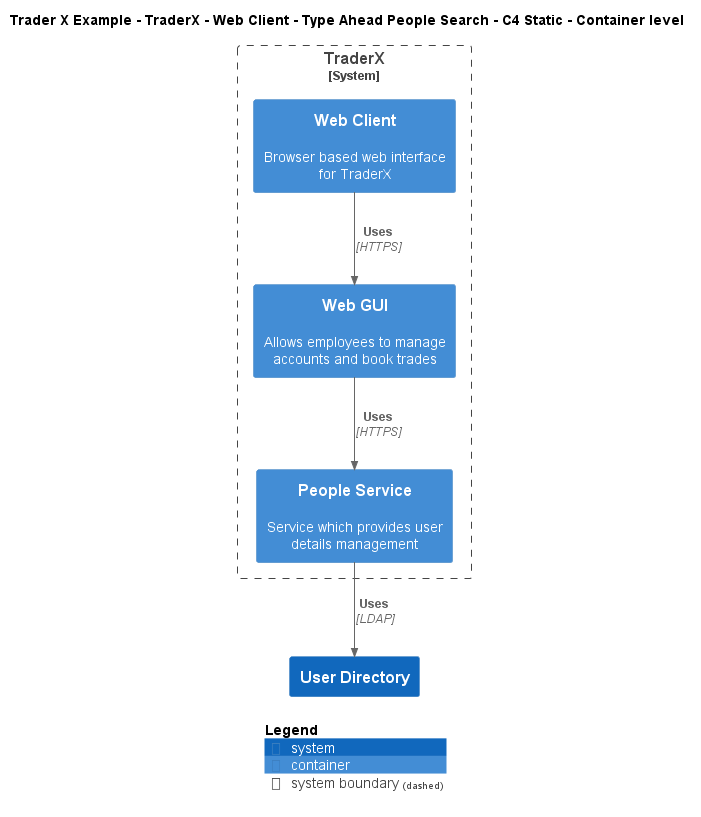 Trader X Example - TraderX - Web Client - Type Ahead People Search - C4 Static - Container level
TraderX
[System]
Web Client
Browser based web interface
for TraderX
Uses
[HTTPS]
Web GUI
Allows employees to manage
accounts and book trades
Uses
[HTTPS]
People Service
Service which provides user
details management
Uses
[LDAP]
User Directory
Legend
system
container
system boundary (dashed)